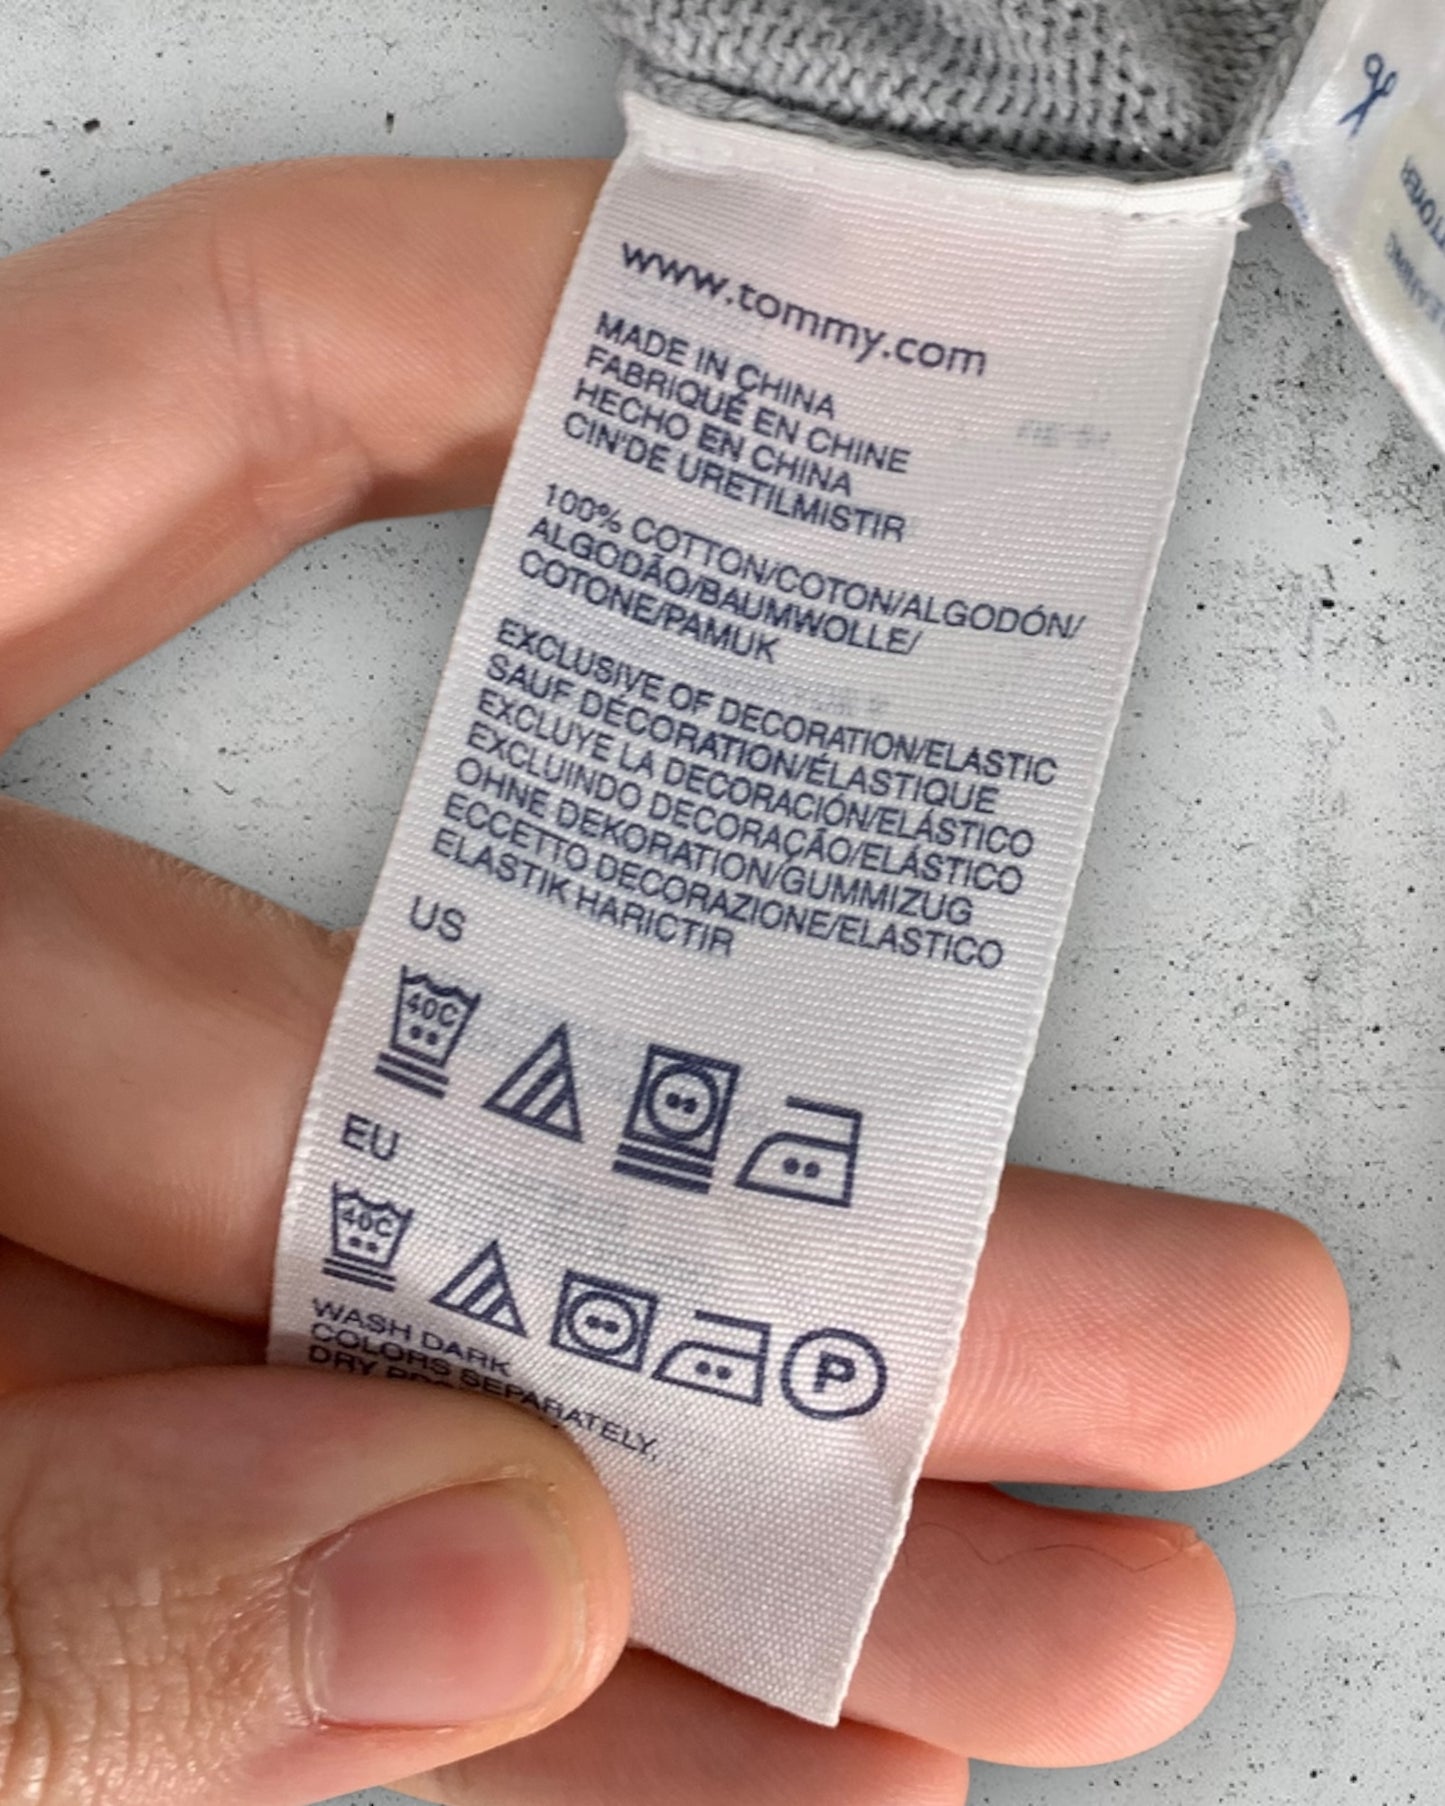 www.tommy.com
MADE IN CHINA
FABRIQUÉ EN CHINE
HECHO EN CHINA
CIN'DE URETILMISTIR
100% COTTON/COTON/ALGODÓN/
ALGODÃO/BAUMWOLLE/
COTONE/PAMUK
EXCLUSIVE OF DECORATION/ELASTIC
SAUF DÉCORATION/ÉLASTIQUE
EXCLUYE LA DECORACIÓN/ELÁSTICO
EXCLUINDO DECORAÇÃO/ELÁSTICO
OHNE DEKORATION/GUMMIZUG
ECCETTO DECORAZIONE/ELASTICO
ELASTIK HARICTIR
US
40C
EU
40C
P
WASH DARK
COLORS SEPARATELY,
DRY